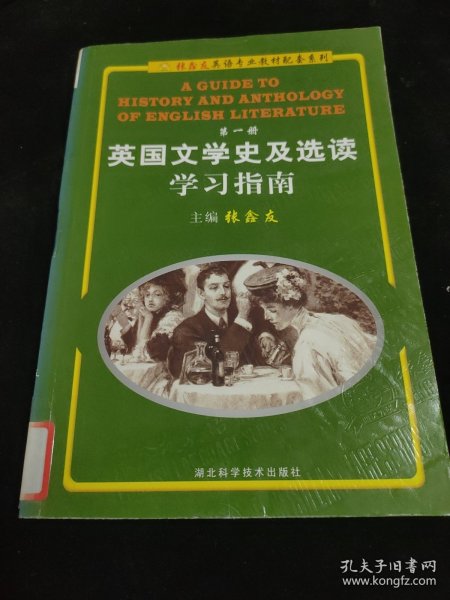 张鑫友英语专业教材配套系列
A GUIDE TO
HISTORY AND ANTHOLOGY
OF ENGLISH LITERATURE
第一册
英国文学史及选读
学习指南
主编 张鑫友
湖北科学技术出版社
孔夫子旧书网
www.kongfz.com